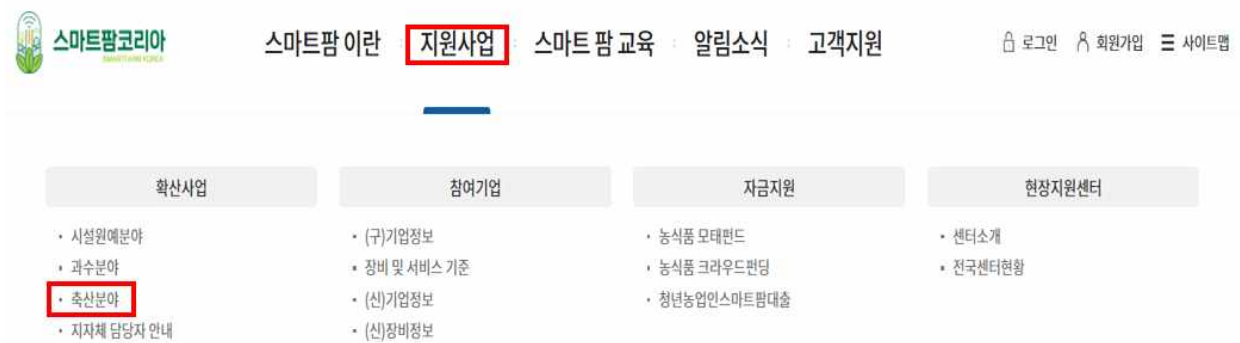 스마트팜코리아
SMARTFARM KOREA
스마트팜 이란 지원사업 스마트 팜 교육 알림소식 고객지원 로그인 회원가입 사이트맵
확산사업 참여기업 자금지원 현장지원센터
· 시설원예분야 · (구)기업정보 · 농식품 모태펀드 · 센터소개
· 과수분야 · 장비 및 서비스 기준 · 농식품 크라우드펀딩 · 전국센터현황
· 축산분야 · (신)기업정보 · 청년농업인스마트팜대출
· 지자체 담당자 안내 · (신)장비정보